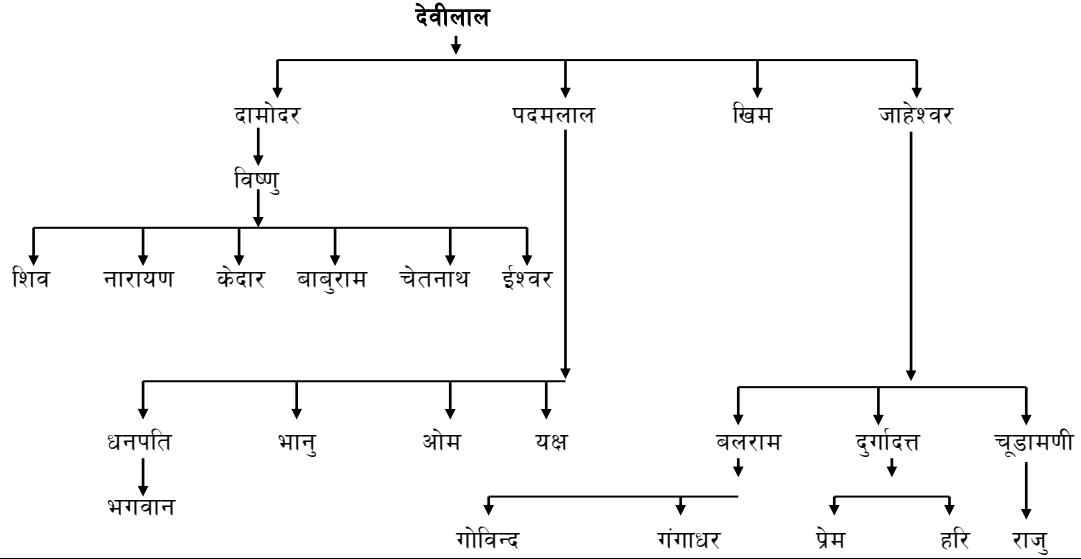 देवीलाल
दामोदर पदमलाल खिम जाहेश्वर
विष्णु
शिव नारायण केदार बाबुराम चेतनाथ ईश्वर
धनपति भानु ओम यक्ष बलराम दुर्गादत्त चूडामणी
भगवान
गोविन्द गंगाधर प्रेम हरि राजु